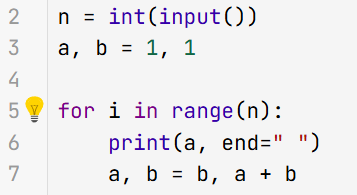 2 n = int(input())
3 a, b = 1, 1
4
5 for i in range(n):
6     print(a, end=" ")
7     a, b = b, a + b